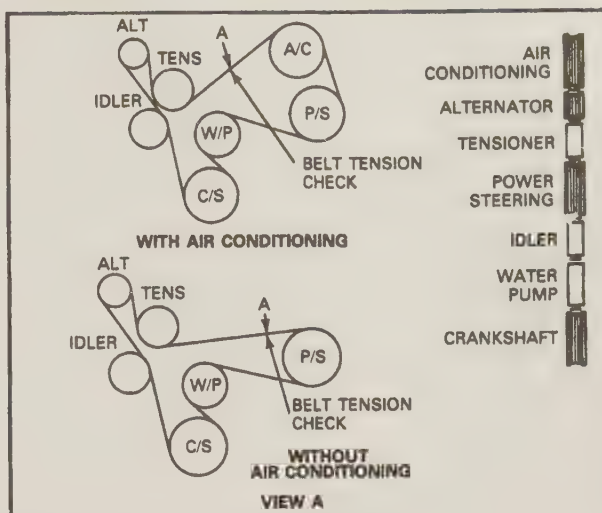 ALT
TENS
A
A/C
IDLER
W/P
P/S
C/S
BELT TENSION
CHECK
WITH AIR CONDITIONING
ALT
TENS
A
IDLER
P/S
W/P
BELT TENSION
CHECK
C/S
WITHOUT
AIR CONDITIONING
VIEW A
AIR
CONDITIONING
ALTERNATOR
TENSIONER
POWER
STEERING
IDLER
WATER
PUMP
CRANKSHAFT